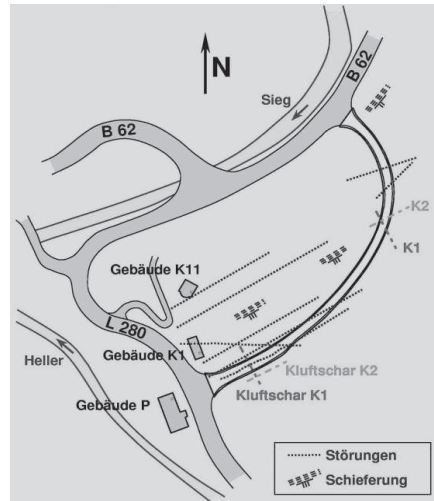 B 62
N
Sieg
B 62
K2
K1
Gebäude K11
L 280
Gebäude K1
Heller
Kluftschar K2
Kluftschar K1
Gebäude P
Störungen
Schieferung